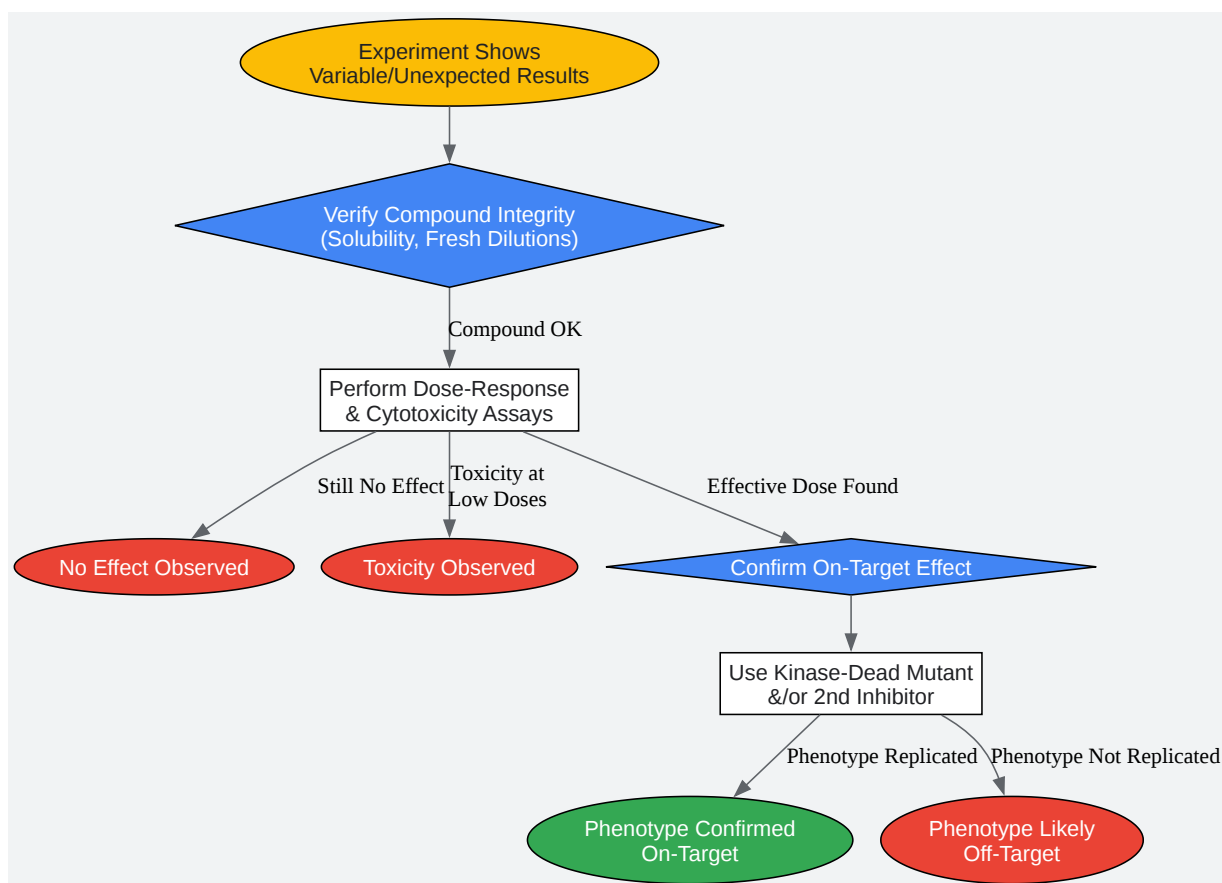 Experiment Shows
Variable/Unexpected Results
Verify Compound Integrity
(Solubility, Fresh Dilutions)
Compound OK
Perform Dose-Response
& Cytotoxicity Assays
Still No Effect
Toxicity at
Low Doses
Effective Dose Found
No Effect Observed
Toxicity Observed
Confirm On-Target Effect
Use Kinase-Dead Mutant
&/or 2nd Inhibitor
Phenotype Replicated
Phenotype Not Replicated
Phenotype Confirmed
On-Target
Phenotype Likely
Off-Target